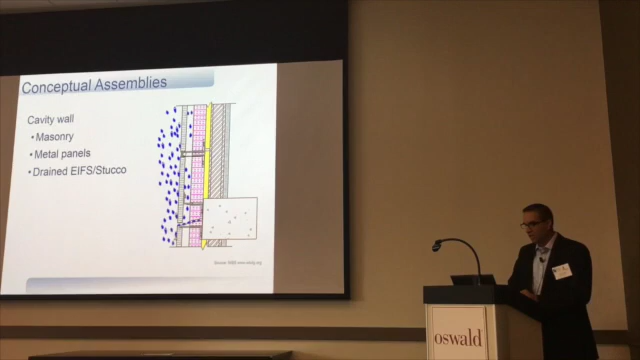 Conceptual Assemblies
Cavity wall
• Masonry
• Metal panels
• Drained EIFS/Stucco
oswald